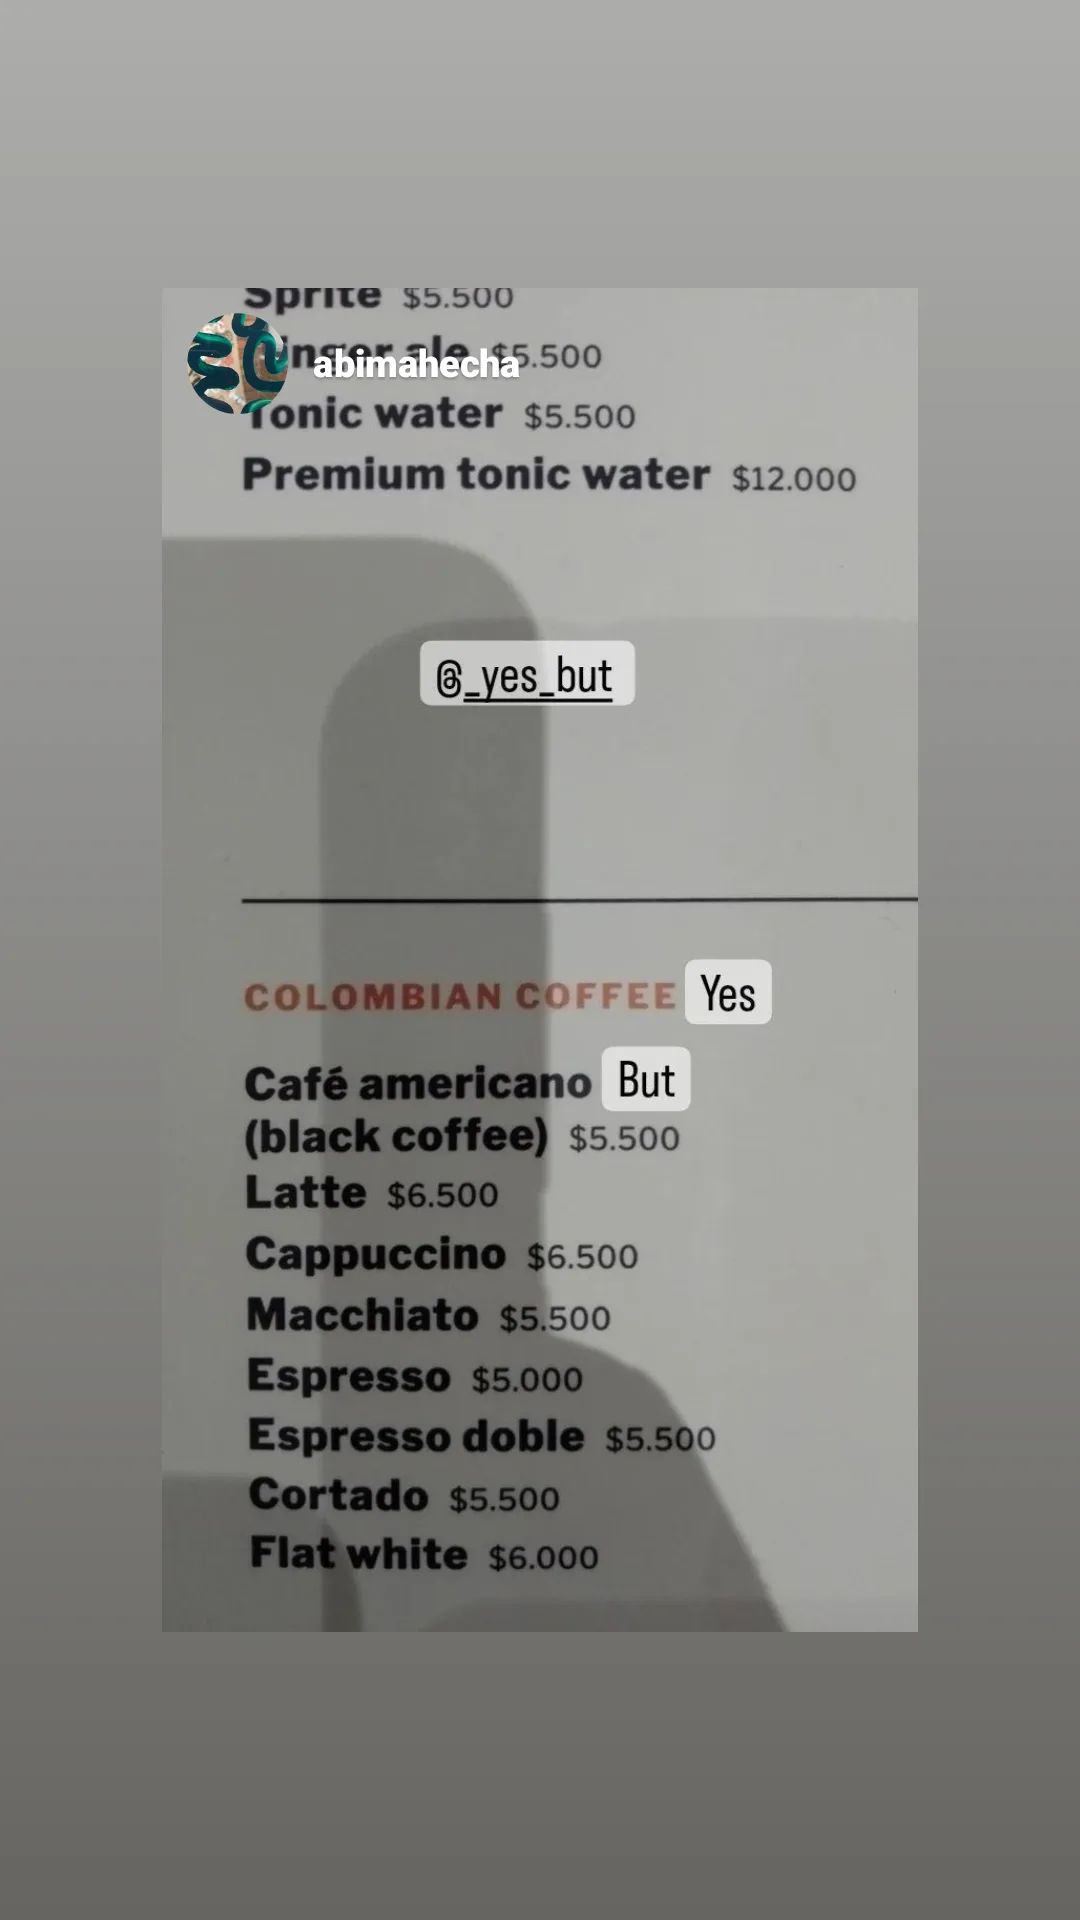 Sprite $5.500
abimahecha
ginger ale $5.500
Tonic water $5.500
Premium tonic water $12.000
@_yes_but
COLOMBIAN COFFEE Yes
Café americano But
(black coffee) $5.500
Latte $6.500
Cappuccino $6.500
Macchiato $5.500
Espresso $5.000
Espresso doble $5.500
Cortado $5.500
Flat white $6.000